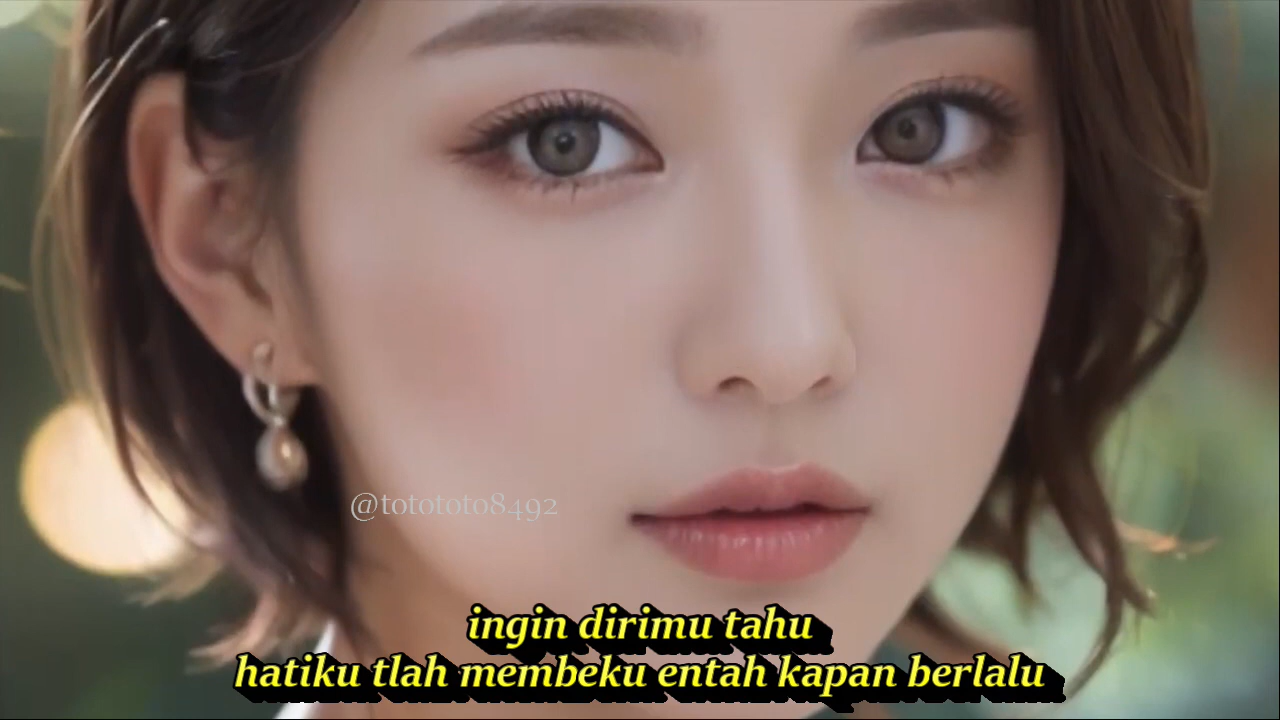 @totototo8492
ingin dirimu tahu
hatiku tlah membeku entah kapan berlalu